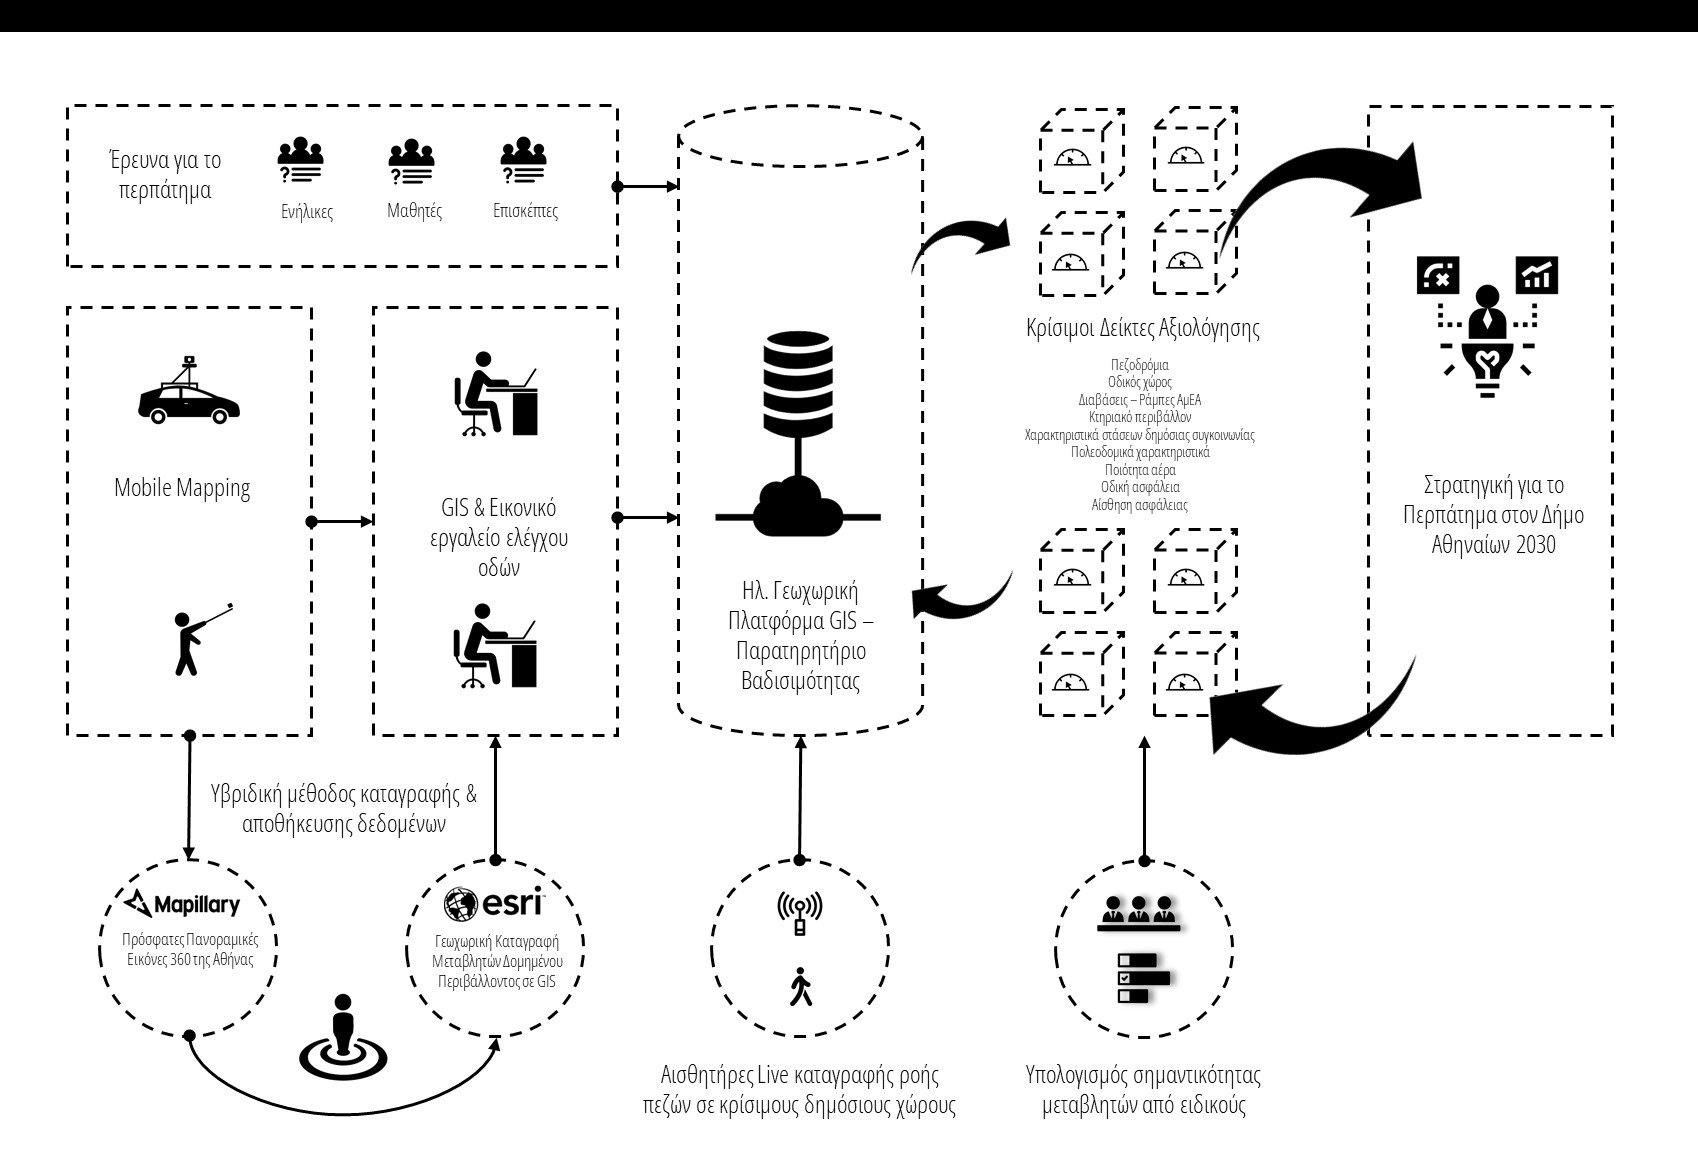 Έρευνα για το
περπάτημα
Ενήλικες
Μαθητές
Επισκέπτες
Mobile Mapping
GIS & Εικονικό
εργαλείο ελέγχου
οδών
Ηλ. Γεωχωρική
Πλατφόρμα GIS –
Παρατηρητήριο
Βαδισιμότητας
Κρίσιμοι Δείκτες Αξιολόγησης
Πεζοδρόμια
Οδικός χώρος
Διαβάσεις – Ράμπες ΑμΕΑ
Κτηριακό περιβάλλον
Χαρακτηριστικά στάσεων δημόσιας συγκοινωνίας
Πολεοδομικά χαρακτηριστικά
Ποιότητα αέρα
Οδική ασφάλεια
Αίσθηση ασφάλειας
Στρατηγική για το
Περπάτημα στον Δήμο
Αθηναίων 2030
Υβριδική μέθοδος καταγραφής &
αποθήκευσης δεδομένων
Mapillary
Πρόσφατες Πανοραμικές
Εικόνες 360 της Αθήνας
esri
Γεωχωρική Καταγραφή
Μεταβλητών Δομημένου
Περιβάλλοντος σε GIS
Αισθητήρες Live καταγραφής ροής
πεζών σε κρίσιμους δημόσιους χώρους
Υπολογισμός σημαντικότητας
μεταβλητών από ειδικούς